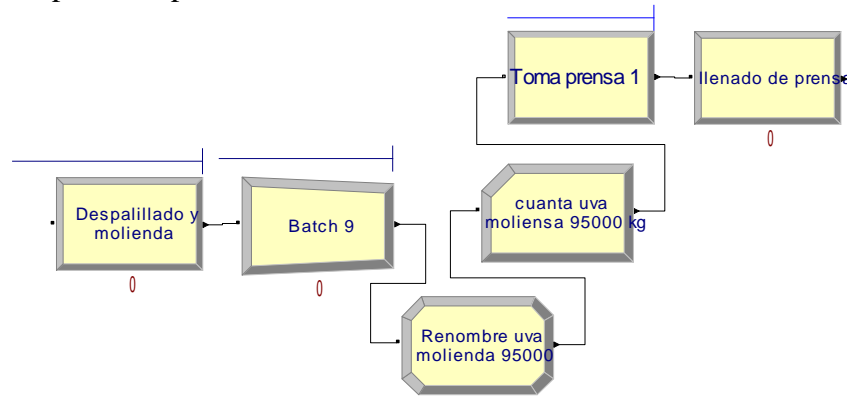 Despalillado y
molienda
0
Batch 9
0
Renombre uva
molienda 95000
cuanta uva
moliensa 95000 kg
Toma prensa 1
llenado de prensa
0